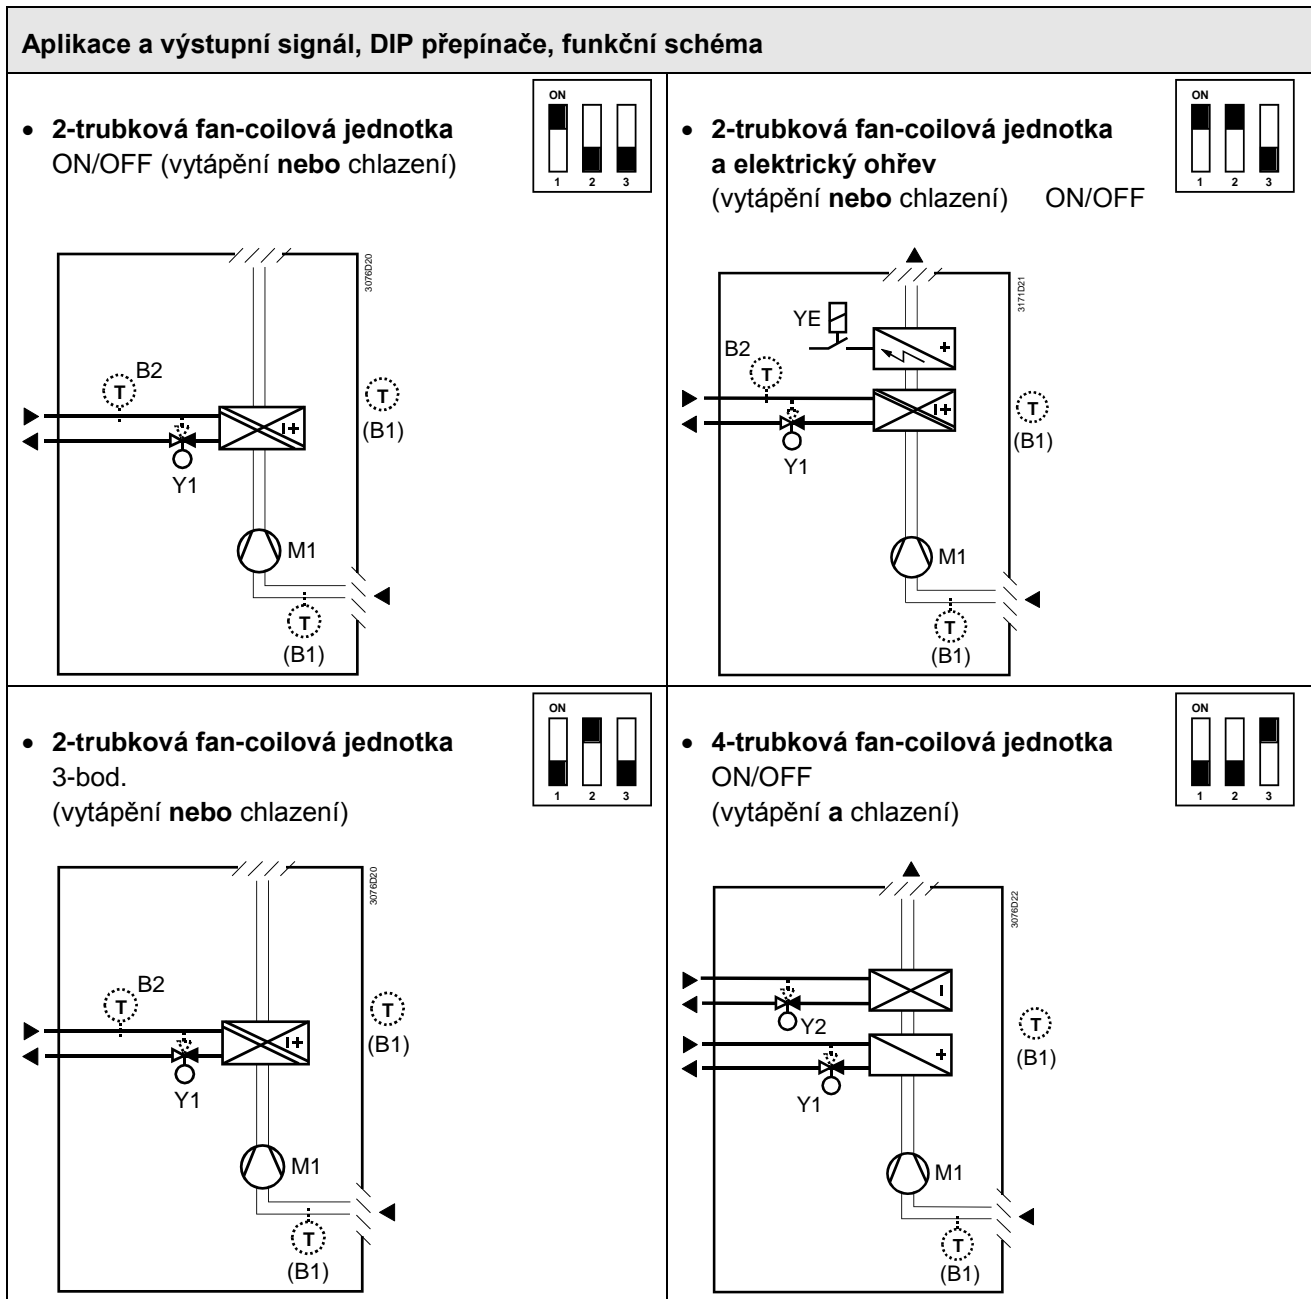 Aplikace a výstupní signál, DIP přepínače, funkční schéma
• 2-trubková fan-coilová jednotka
ON/OFF (vytápění nebo chlazení)
ON
1 2 3
3076D20
B2
T
T
(B1)
Y1
M1
T
(B1)
• 2-trubková fan-coilová jednotka
a elektrický ohřev
(vytápění nebo chlazení) ON/OFF
ON
1 2 3
3171D21
YE
B2
T
T
(B1)
Y1
M1
T
(B1)
• 2-trubková fan-coilová jednotka
3-bod.
(vytápění nebo chlazení)
ON
1 2 3
3076D20
B2
T
T
(B1)
Y1
M1
T
(B1)
• 4-trubková fan-coilová jednotka
ON/OFF
(vytápění a chlazení)
ON
1 2 3
3076D22
Y2
T
(B1)
Y1
M1
T
(B1)